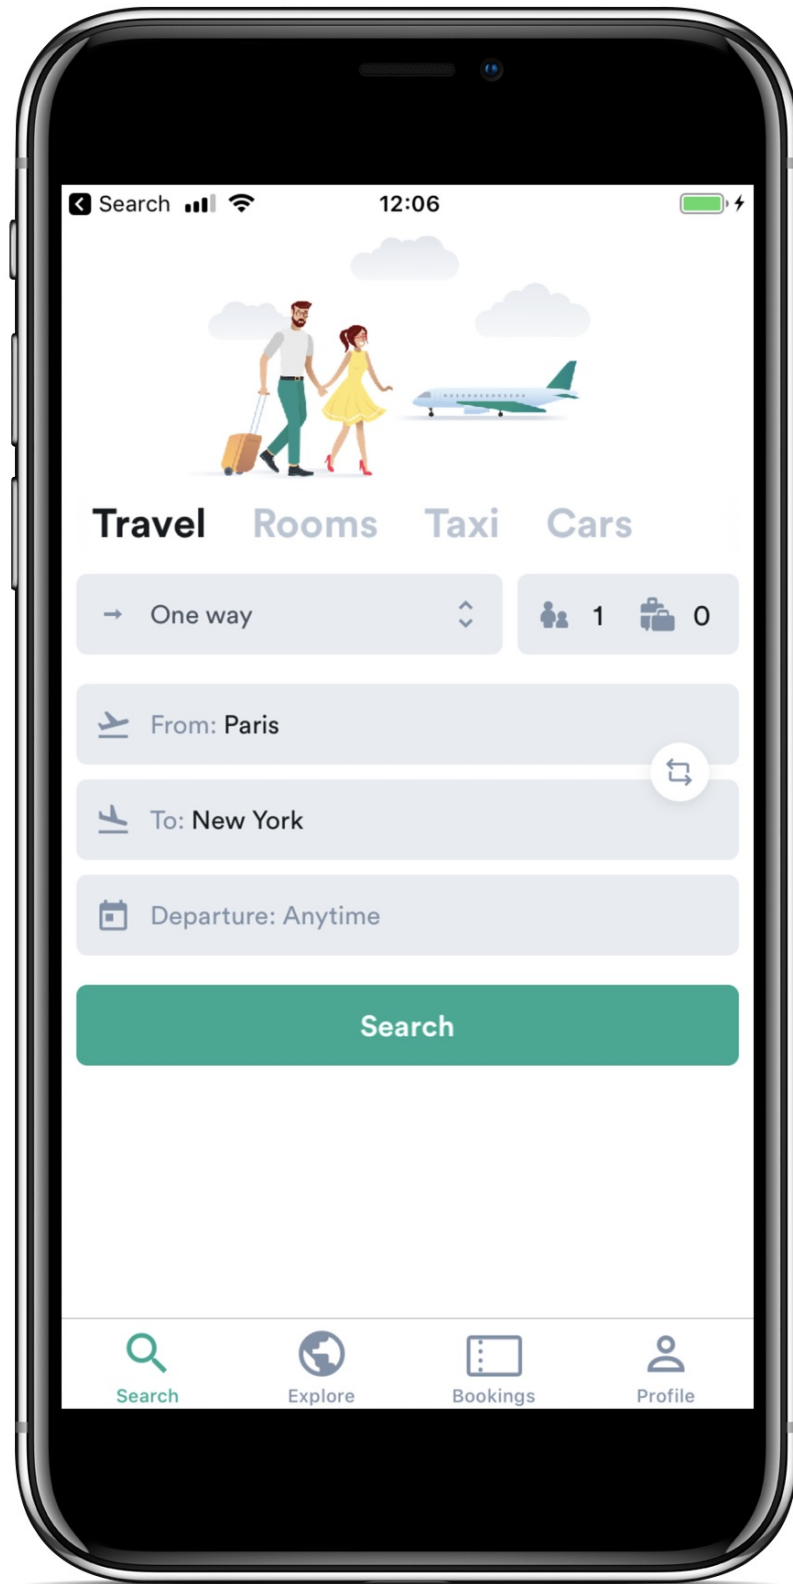 Search 12:06
Travel Rooms Taxi Cars
One way 1 0
From: Paris
To: New York
Departure: Anytime
Search
Search Explore Bookings Profile